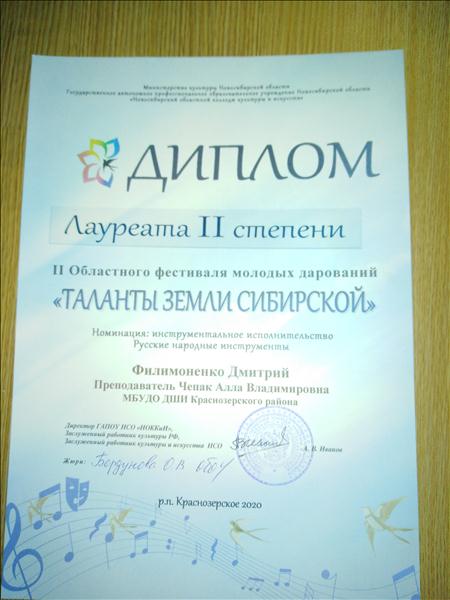 Министерство культуры Новосибирской области
Государственное автономное профессиональное образовательное учреждение Новосибирской области
«Новосибирский областной колледж культуры и искусств»
ДИПЛОМ
Лауреата II степени
II Областного фестиваля молодых дарований
«ТАЛАНТЫ ЗЕМЛИ СИБИРСКОЙ»
Номинация: инструментальное исполнительство
Русские народные инструменты
Филимоненко Дмитрий
Преподаватель Чепак Алла Владимировна
МБУДО ДШИ Краснозерского района
Директор ГАПОУ НСО «НОККиИ»,
Заслуженный работник культуры РФ,
Заслуженный работник культуры и искусства НСО
А. В. Иванов
Жюри: О.В
р.п. Краснозерское 2020